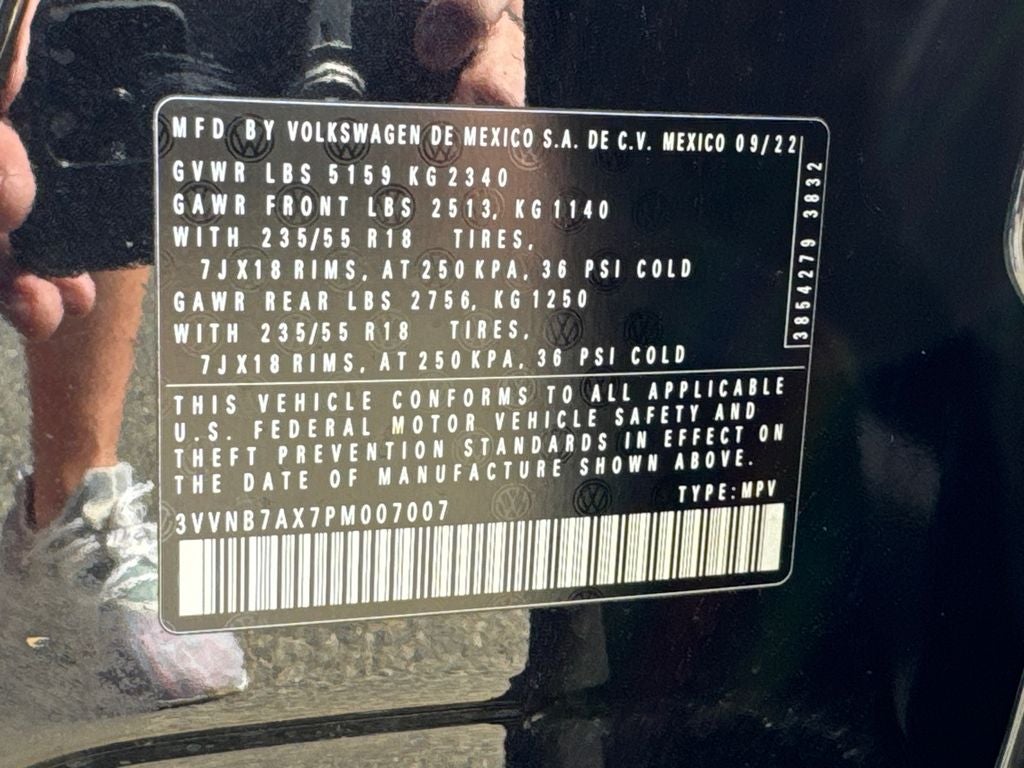 MFD BY VOLKSWAGEN DE MEXICO S.A. DE C.V. MEXICO 09/22
GVWR LBS 5159 KG 2340
GAWR FRONT LBS 2513, KG 1140
WITH 235/55 R18 TIRES,
7JX18 RIMS, AT 250 KPA, 36 PSI COLD
GAWR REAR LBS 2756, KG 1250
WITH 235/55 R18 TIRES,
7JX18 RIMS, AT 250 KPA, 36 PSI COLD
3854279 3832
THIS VEHICLE CONFORMS TO ALL APPLICABLE
U.S. FEDERAL MOTOR VEHICLE SAFETY AND
THEFT PREVENTION STANDARDS IN EFFECT ON
THE DATE OF MANUFACTURE SHOWN ABOVE.
TYPE:MPV
3VVNB7AX7PM007007